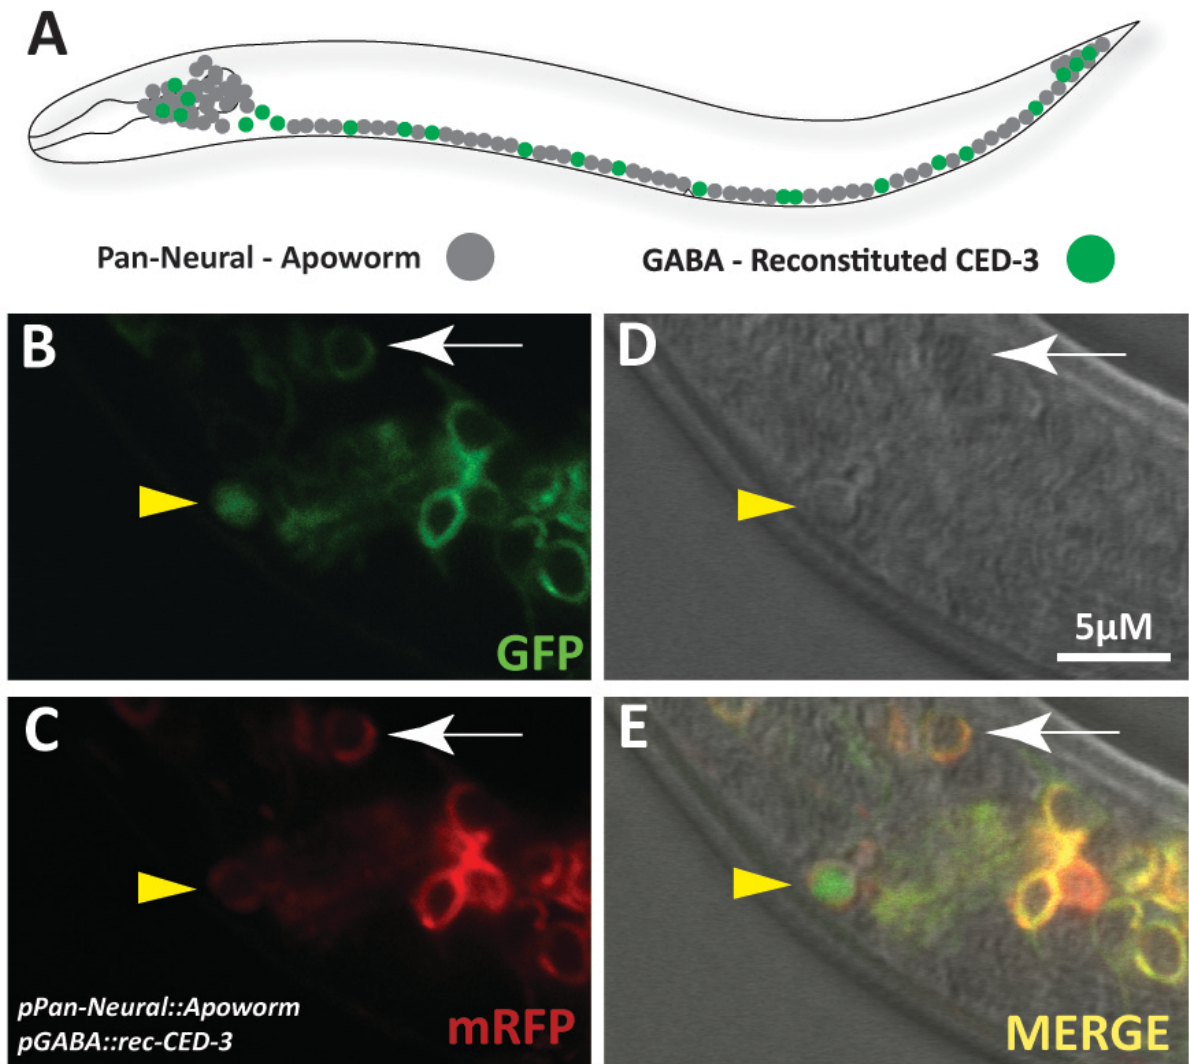 A
Pan-Neural - Apoworm
GABA - Reconstituted CED-3
B
GFP
D
5µM
C
pPan-Neural::Apoworm
pGABA::rec-CED-3
mRFP
E
MERGE